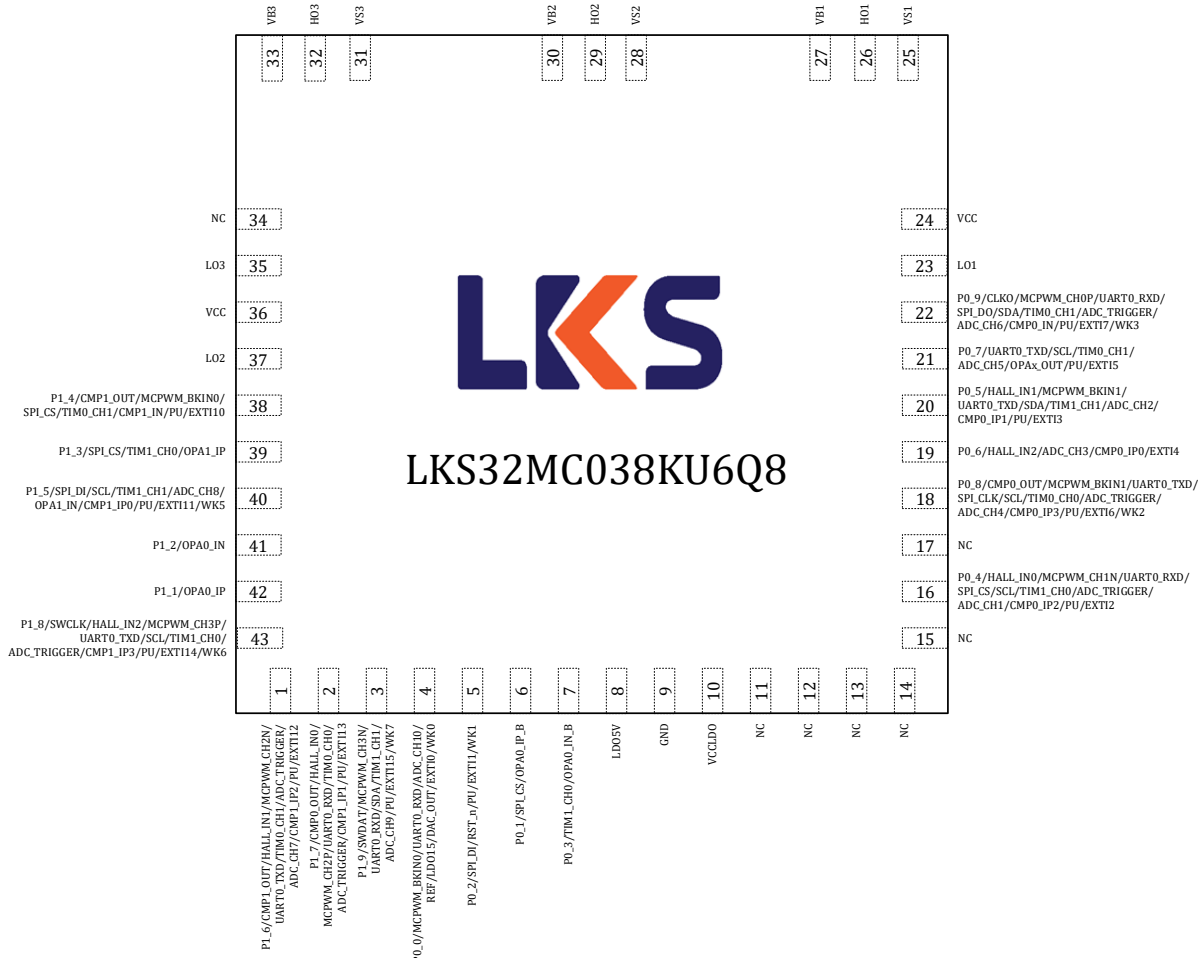 VB3
HO3
VS3
VB2
HO2
VS2
VB1
HO1
VS1
33
32
31
30
29
28
27
26
25
NC
34
LO3
35
VCC
36
LO2
37
P1_4/CMP1_OUT/MCPWM_BKIN0/
SPI_CS/TIM0_CH1/CMP1_IN/PU/EXTI10
38
P1_3/SPI_CS/TIM1_CH0/OPA1_IP
39
P1_5/SPI_DI/SCL/TIM1_CH1/ADC_CH8/
OPA1_IN/CMP1_IP0/PU/EXTI11/WK5
40
P1_2/OPA0_IN
41
P1_1/OPA0_IP
42
P1_8/SWCLK/HALL_IN2/MCPWM_CH3P/
UART0_TXD/SCL/TIM1_CH0/
ADC_TRIGGER/CMP1_IP3/PU/EXTI14/WK6
43
LKS
LKS32MC038KU6Q8
24
VCC
23
LO1
22
P0_9/CLKO/MCPWM_CH0P/UART0_RXD/
SPI_DO/SDA/TIM0_CH1/ADC_TRIGGER/
ADC_CH6/CMP0_IN/PU/EXTI7/WK3
21
P0_7/UART0_TXD/SCL/TIM0_CH1/
ADC_CH5/OPAx_OUT/PU/EXTI5
20
P0_5/HALL_IN1/MCPWM_BKIN1/
UART0_TXD/SDA/TIM1_CH1/ADC_CH2/
CMP0_IP1/PU/EXTI3
19
P0_6/HALL_IN2/ADC_CH3/CMP0_IP0/EXTI4
18
P0_8/CMP0_OUT/MCPWM_BKIN1/UART0_TXD/
SPI_CLK/SCL/TIM0_CH0/ADC_TRIGGER/
ADC_CH4/CMP0_IP3/PU/EXTI6/WK2
17
NC
16
P0_4/HALL_IN0/MCPWM_CH1N/UART0_RXD/
SPI_CS/SCL/TIM1_CH0/ADC_TRIGGER/
ADC_CH1/CMP0_IP2/PU/EXTI2
15
NC
1
2
3
4
5
6
7
8
9
10
11
12
13
14
P1_6/CMP1_OUT/HALL_IN1/MCPWM_CH2N/
UART0_TXD/TIM0_CH1/ADC_TRIGGER/
ADC_CH7/CMP1_IP2/PU/EXTI12
P1_7/CMP0_OUT/HALL_IN0/
MCPWM_CH2P/UART0_RXD/TIM0_CH0/
ADC_TRIGGER/CMP1_IP1/PU/EXTI13
P1_9/SWDAT/MCPWM_CH3N/
UART0_RXD/SDA/TIM1_CH1/
ADC_CH9/PU/EXTI15/WK7
P0_0/MCPWM_BKIN0/UART0_RXD/ADC_CH10/
REF/LDO15/DAC_OUT/EXTI0/WK0
P0_2/SPI_DI/RST_n/PU/EXTI1/WK1
P0_1/SPI_CS/OPA0_IP_B
P0_3/TIM1_CH0/OPA0_IN_B
LDO5V
GND
VCCLDO
NC
NC
NC
NC